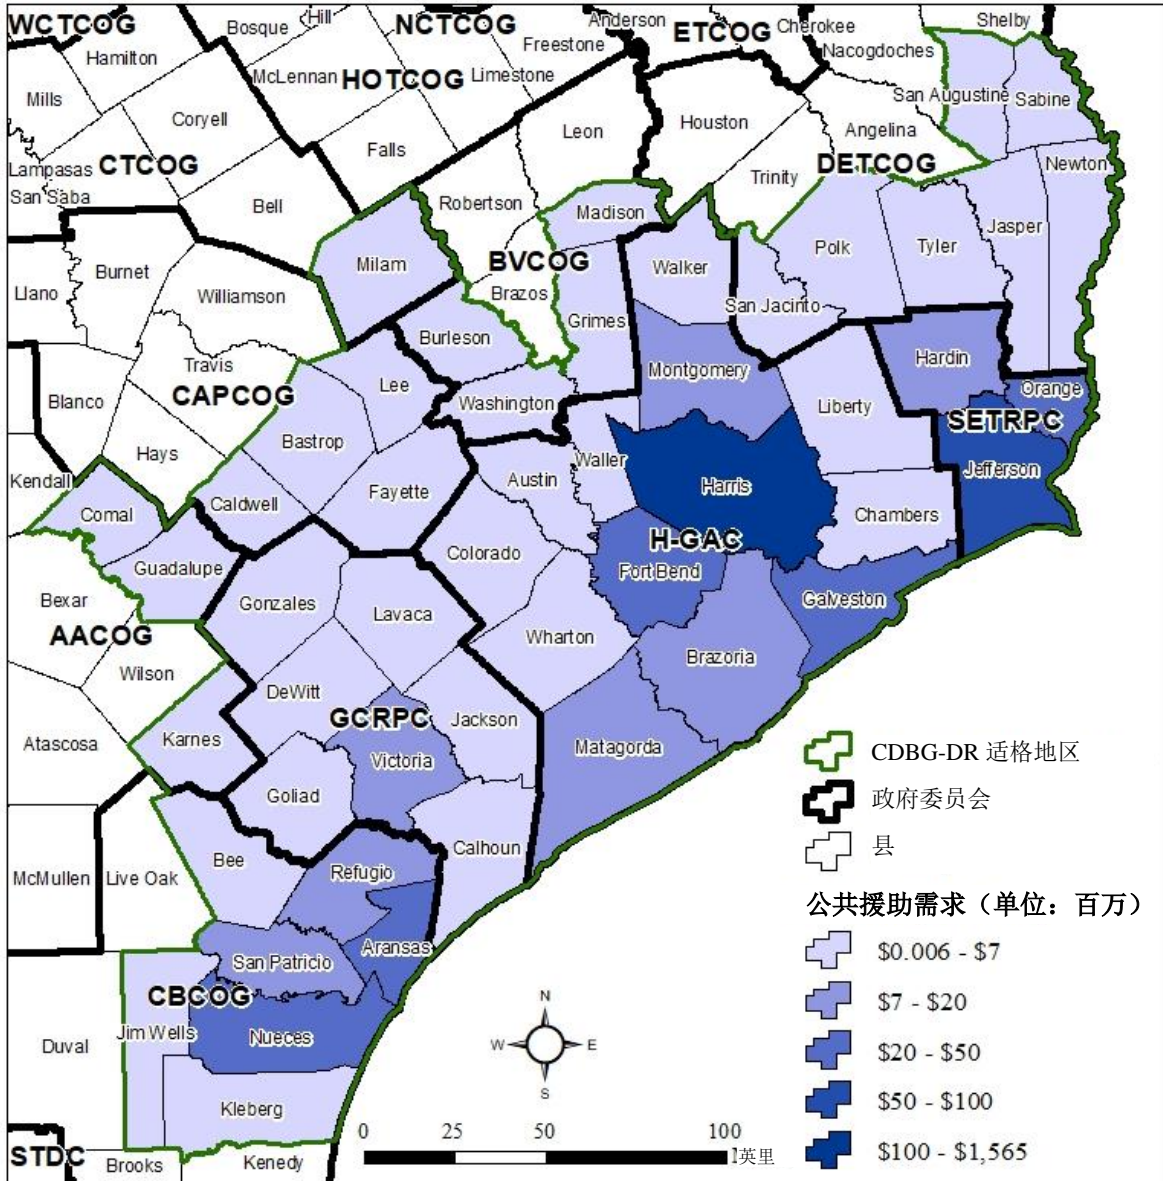 WCTCOG
Hill
Bosque
NCTCOG
Anderson
ETCOG
Cherokee
Shelby
Hamilton
Freestone
Nacogdoches
McLennan
HOTCOG
Limestone
Mills
San Augustine
Sabine
Coryell
Leon
Houston
Angelina
Falls
Lampasas
CTCOG
DETCOG
Newton
San Saba
Trinity
Bell
Robertson
Madison
Jasper
Polk
Tyler
Milam
BVCOG
Walker
Burnet
Llano
Williamson
Brazos
San Jacinto
Grimes
Burleson
Travis
Hardin
Montgomery
Lee
Orange
Blanco
CAPCOG
Washington
Liberty
SETRPC
Bastrop
Hays
Waller
Jefferson
Kendall
Austin
Harris
Fayette
Caldwell
Comal
Chambers
H-GAC
Colorado
Guadalupe
Fort Bend
Bexar
Gonzales
Lavaca
Galveston
AACOG
Wharton
Brazoria
Wilson
DeWitt
GCRPC
Jackson
Karnes
Atascosa
Matagorda
Victoria
Goliad
Calhoun
Bee
Refugio
McMullen
Live Oak
Aransas
San Patricio
CBCOG
Jim Wells
Nueces
Duval
Kleberg
STDC
Brooks
Kenedy
CDBG-DR 适格地区
政府委员会
县
公共援助需求（单位：百万）
$0.006 - $7
$7 - $20
$20 - $50
$50 - $100
$100 - $1,565
N
W
E
S
0 25 50 100
英里